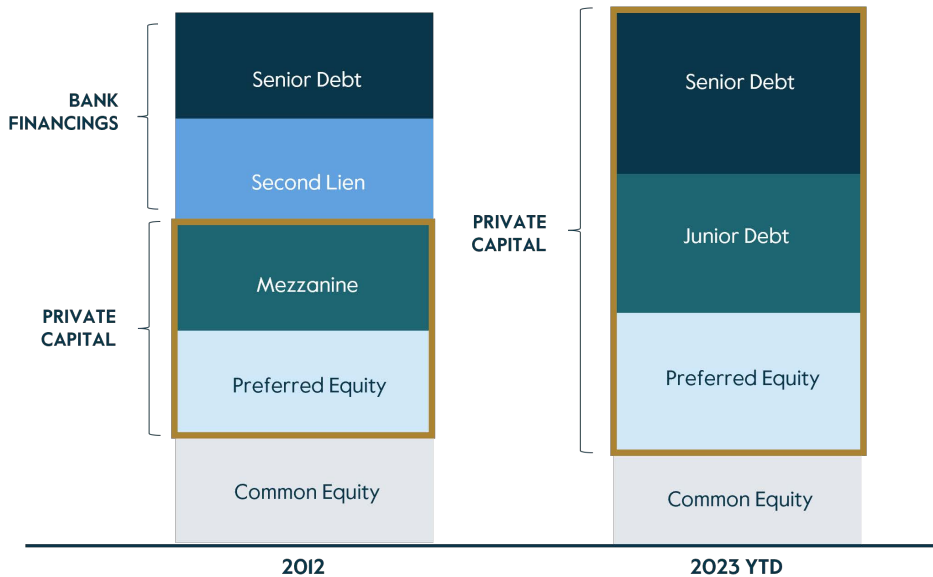 BANK
FINANCINGS
Senior Debt
Second Lien
PRIVATE
CAPITAL
Mezzanine
Preferred Equity
Common Equity
2012
PRIVATE
CAPITAL
Senior Debt
Junior Debt
Preferred Equity
Common Equity
2023 YTD